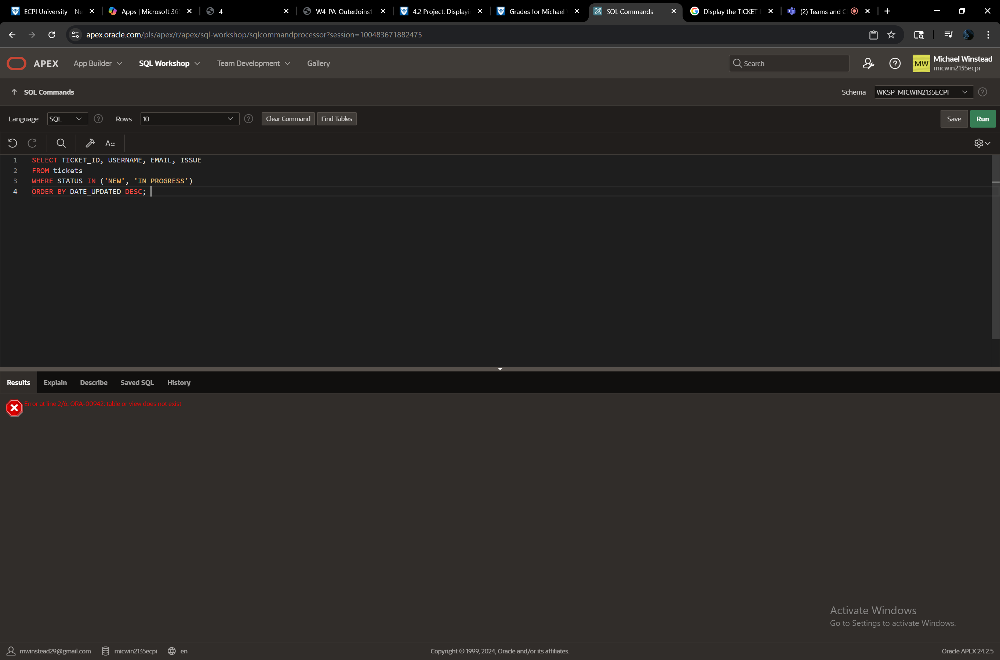 ECPI University – Ne
Apps | Microsoft 36
4
W4_PA_OuterJoins1
4.2 Project: Displayi
Grades for Michael
SQL Commands
Display the TICKET
(2) Teams and C
apex.oracle.com/pls/apex/r/apex/sql-workshop/sqlcommandprocessor?session=100483671882475
APEX App Builder SQL Workshop Team Development Gallery Search MW Michael Winstead
micwin2135ecpi
SQL Commands Schema WKSP_MICWIN2135ECPI
Language SQL Rows 10 Clear Command Find Tables Save Run
1 SELECT TICKET_ID, USERNAME, EMAIL, ISSUE
2 FROM tickets
3 WHERE STATUS IN ('NEW', 'IN PROGRESS')
4 ORDER BY DATE_UPDATED DESC;
Results Explain Describe Saved SQL History
Error at line 2/6: ORA-00942: table or view does not exist
Activate Windows
Go to Settings to activate Windows.
mwinstead29@gmail.com micwin2135ecpi en Copyright © 1999, 2024, Oracle and/or its affiliates. Oracle APEX 24.2.5